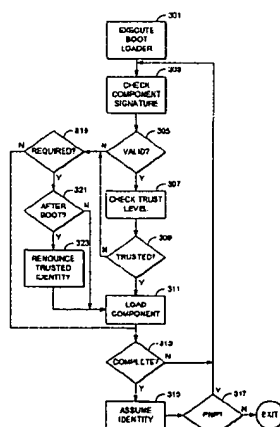 301
EXECUTE
BOOT
LOADER
303
CHECK
COMPONENT
SIGNATURE
319
REQUIRED?
N
305
VALID?
N
Y
Y
321
AFTER
BOOT?
N
307
CHECK TRUST
LEVEL
Y
323
RENOUNCE
TRUSTED
IDENTITY
309
TRUSTED?
Y
311
LOAD
COMPONENT
313
COMPLETE?
N
Y
Y
315
ASSUME
IDENTITY
317
PNP?
N
EXIT